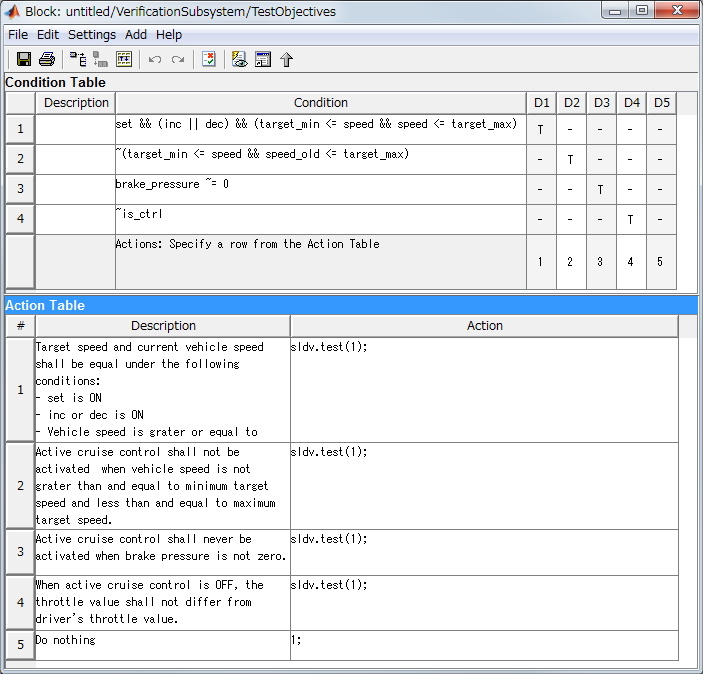 Block: untitled/VerificationSubsystem/TestObjectives
File Edit Settings Add Help
Condition Table
Description Condition D1 D2 D3 D4 D5
1 set && (inc || dec) && (target_min <= speed && speed <= target_max) T - - - -
2 ~(target_min <= speed && speed_old <= target_max) - T - - -
3 brake_pressure ~= 0 - - T - -
4 ~is_ctrl - - - T -
Actions: Specify a row from the Action Table 1 2 3 4 5
Action Table
# Description Action
1
Target speed and current vehicle speed sldv.test(1);
shall be equal under the following
conditions:
- set is ON
- inc or dec is ON
- Vehicle speed is grater or equal to
2
Active cruise control shall not be sldv.test(1);
activated  when vehicle speed is not
grater than and equal to minimum target
speed and less than and equal to maximum
target speed.
3
Active cruise control shall never be sldv.test(1);
activated when brake pressure is not zero.
4
When active cruise control is OFF, the sldv.test(1);
throttle value shall not differ from
driver's throttle value.
5 Do nothing 1;